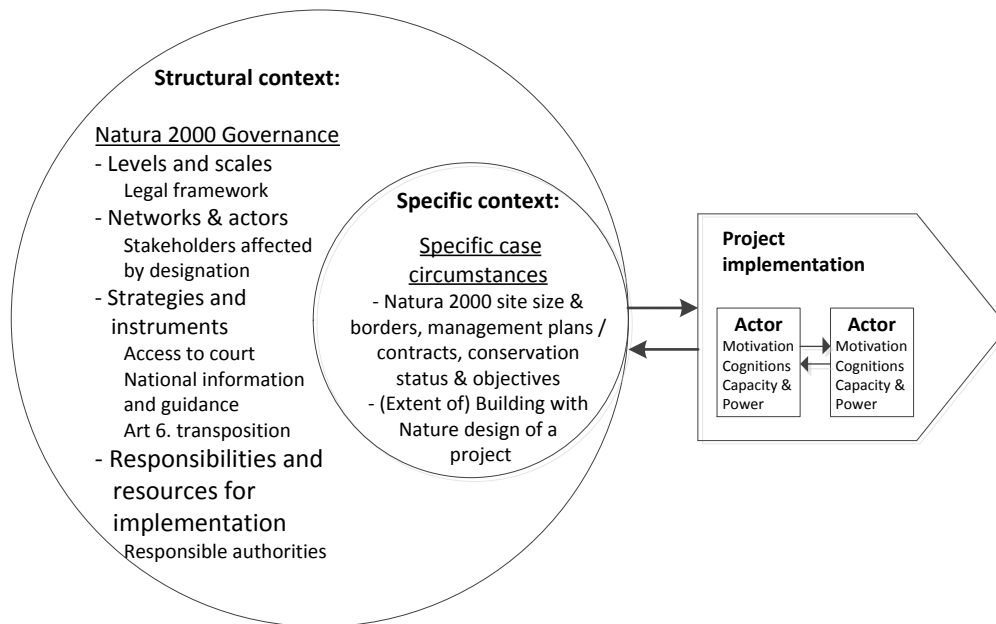 Structural context:
Natura 2000 Governance
- Levels and scales
Legal framework
- Networks & actors
Stakeholders affected
by designation
- Strategies and
instruments
Access to court
National information
and guidance
Art 6. transposition
- Responsibilities and
resources for
implementation
Responsible authorities
Specific context:
Specific case
circumstances
- Natura 2000 site size &
borders, management plans /
contracts, conservation
status & objectives
- (Extent of) Building with
Nature design of a
project
Project
implementation
Actor
Motivation
Cognitions
Capacity &
Power
Actor
Motivation
Cognitions
Capacity &
Power